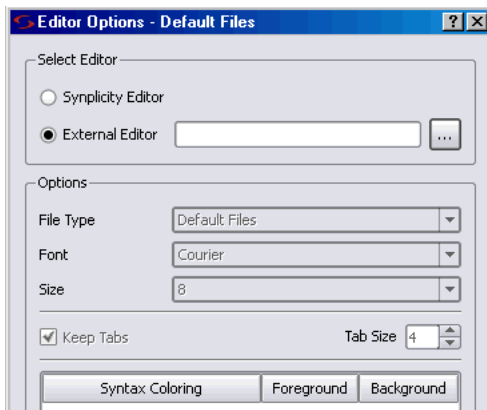 Editor Options - Default Files
Select Editor
Synplicity Editor
External Editor ...
Options
File Type Default Files
Font Courier
Size 8
Keep Tabs Tab Size 4
Syntax Coloring Foreground Background